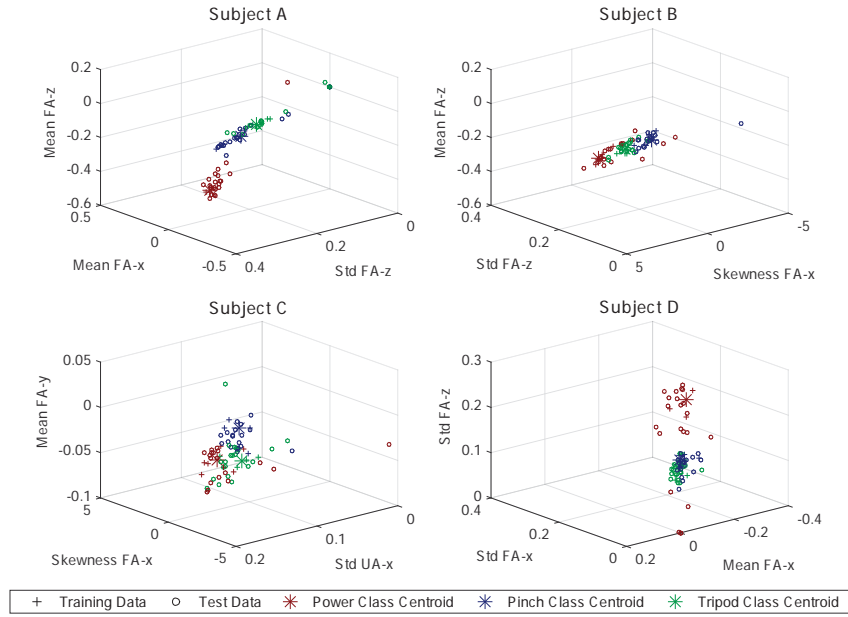 Subject A
Mean FA-z
0.2
0
-0.2
-0.4
-0.6
0.5
0
-0.5
Mean FA-x
0.4
0.2
0
Std FA-z
Subject B
Mean FA-z
0.2
0
-0.2
-0.4
-0.6
0.4
0.2
0
Std FA-z
5
0
-5
Skewness FA-x
Subject C
Mean FA-y
0.05
0
-0.05
-0.1
5
0
-5
Skewness FA-x
0.2
0.1
0
Std UA-x
Subject D
Std FA-z
0.3
0.2
0.1
0
0.4
0.2
0
Std FA-x
0.2
0
-0.2
-0.4
Mean FA-x
Training Data Test Data Power Class Centroid Pinch Class Centroid Tripod Class Centroid